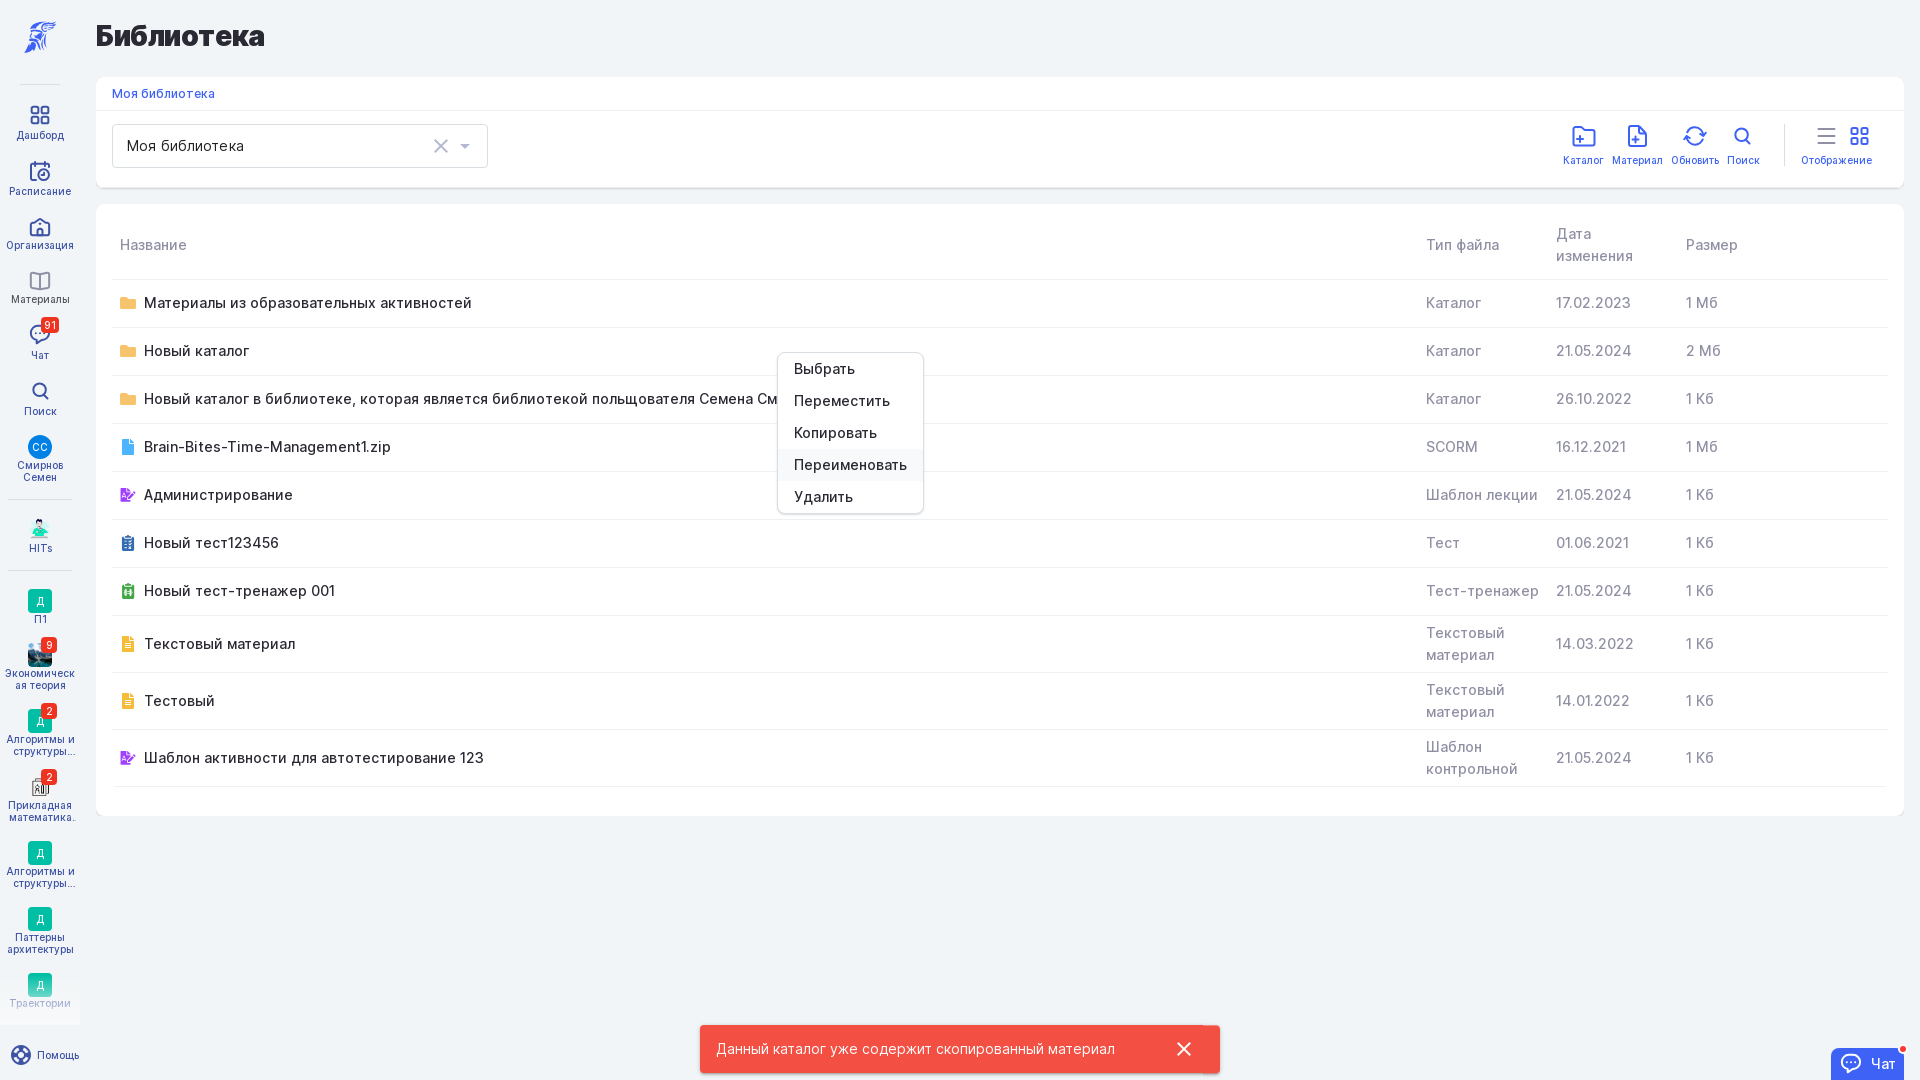 Библиотека
Моя библиотека
Моя библиотека
Каталог
Материал
Обновить
Поиск
Отображение
Дашборд
Расписание
Организация
Материалы
91
Чат
Поиск
СС
Смирнов
Семен
HITs
Д
П1
9
Экономическ
ая теория
2
Д
Алгоритмы и
структуры...
2
Прикладная
математика.
Д
Алгоритмы и
структуры...
Д
Паттерны
архитектуры
Д
Траектории
Помощь
Название
Тип файла
Дата
изменения
Размер
Материалы из образовательных активностей
Каталог
17.02.2023
1 Мб
Новый каталог
Каталог
21.05.2024
2 Мб
Новый каталог в библиотеке, которая является библиотекой польщователя Семена См
Каталог
26.10.2022
1 Кб
Brain-Bites-Time-Management1.zip
SCORM
16.12.2021
1 Мб
Администрирование
Шаблон лекции
21.05.2024
1 Кб
Новый тест123456
Тест
01.06.2021
1 Кб
Новый тест-тренажер 001
Тест-тренажер
21.05.2024
1 Кб
Текстовый материал
Текстовый
материал
14.03.2022
1 Кб
Тестовый
Текстовый
материал
14.01.2022
1 Кб
Шаблон активности для автотестирование 123
Шаблон
контрольной
21.05.2024
1 Кб
Выбрать
Переместить
Копировать
Переименовать
Удалить
Данный каталог уже содержит скопированный материал
Чат